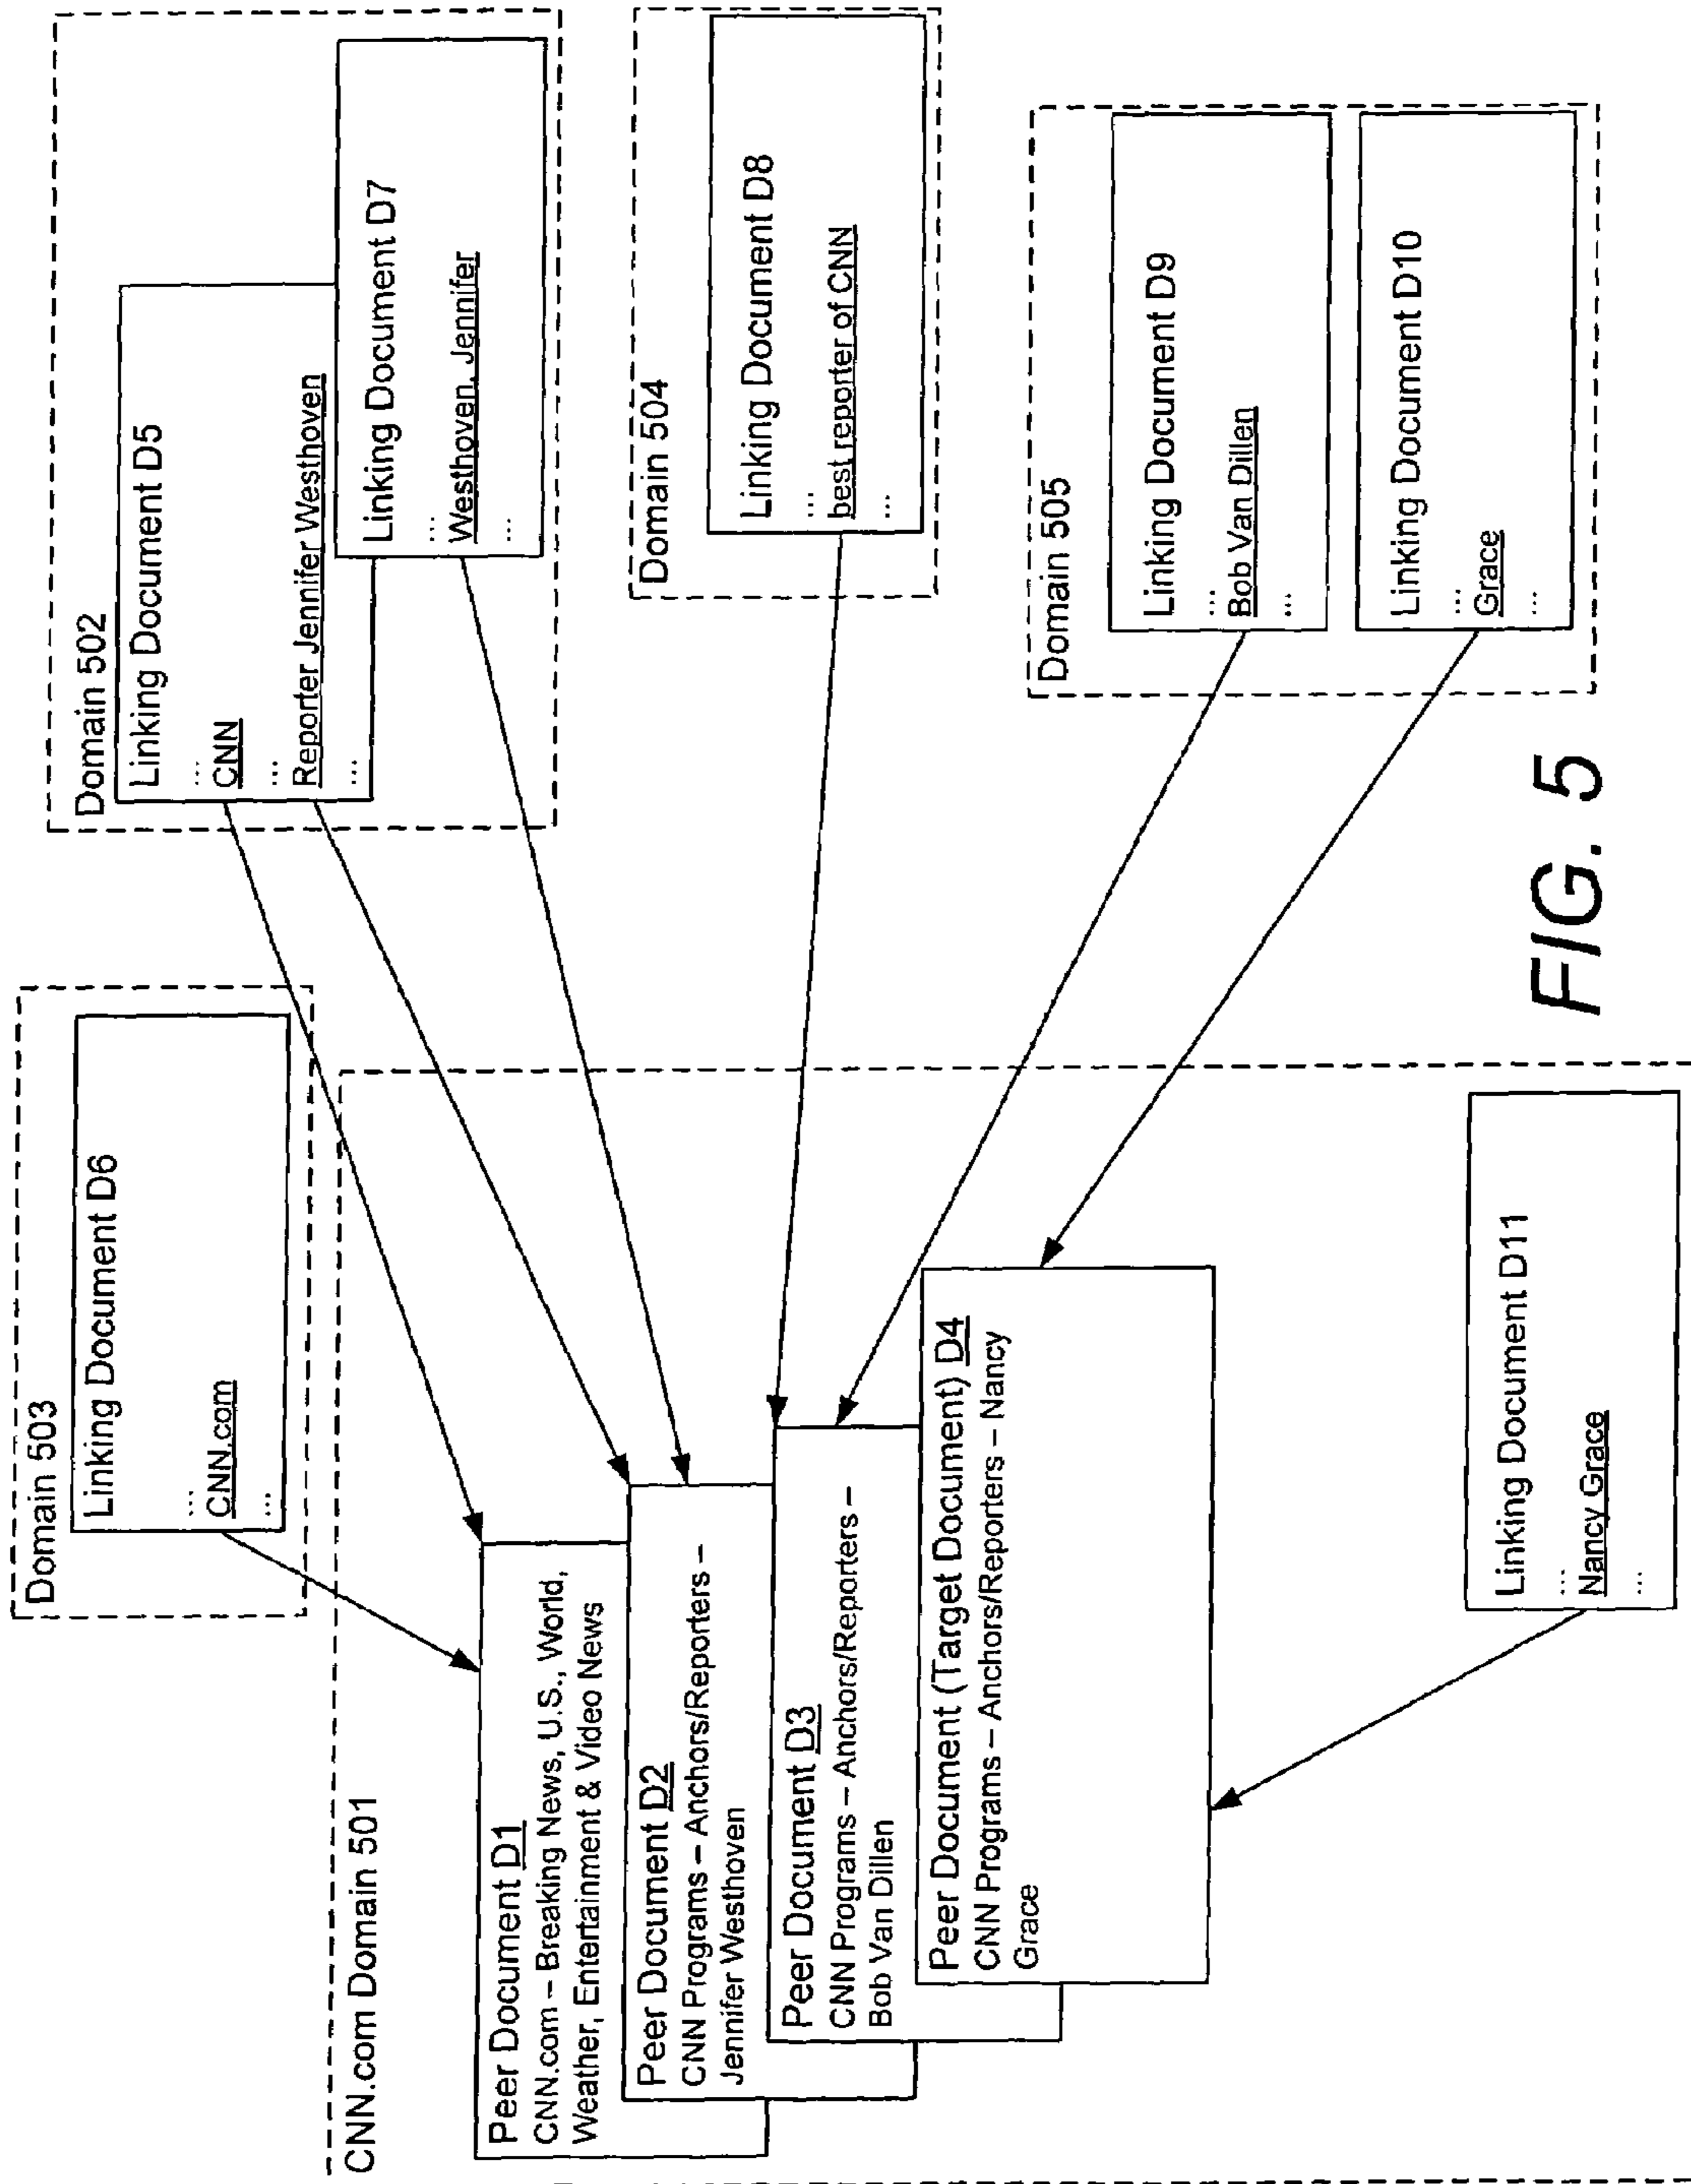 Domain 503
Linking Document D6
...
CNN.com
...
Domain 502
Linking Document D5
...
CNN
...
Reporter Jennifer Westhoven
...
Linking Document D7
...
Westhoven, Jennifer
...
CNN.com Domain 501
Peer Document D1
CNN.com – Breaking News, U.S., World,
Weather, Entertainment & Video News
Peer Document D2
CNN Programs – Anchors/Reporters –
Jennifer Westhoven
Peer Document D3
CNN Programs – Anchors/Reporters –
Bob Van Dillen
Peer Document (Target Document) D4
CNN Programs – Anchors/Reporters – Nancy
Grace
Domain 504
Linking Document D8
...
best reporter of CNN
...
Domain 505
Linking Document D9
...
Bob Van Dillen
...
Linking Document D10
...
Grace
...
Linking Document D11
...
Nancy Grace
...
FIG. 5